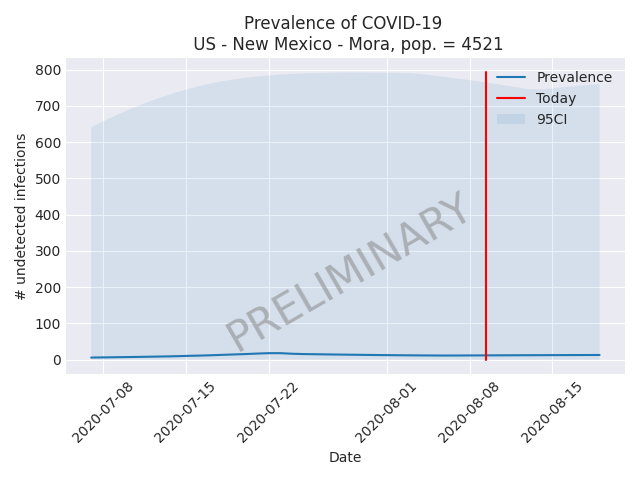 Prevalence of COVID-19
US - New Mexico - Mora, pop. = 4521
800
700
600
500
400
300
200
100
0
# undetected infections
Prevalence
Today
95CI
PRELIMINARY
2020-07-08
2020-07-15
2020-07-22
2020-08-01
2020-08-08
2020-08-15
Date